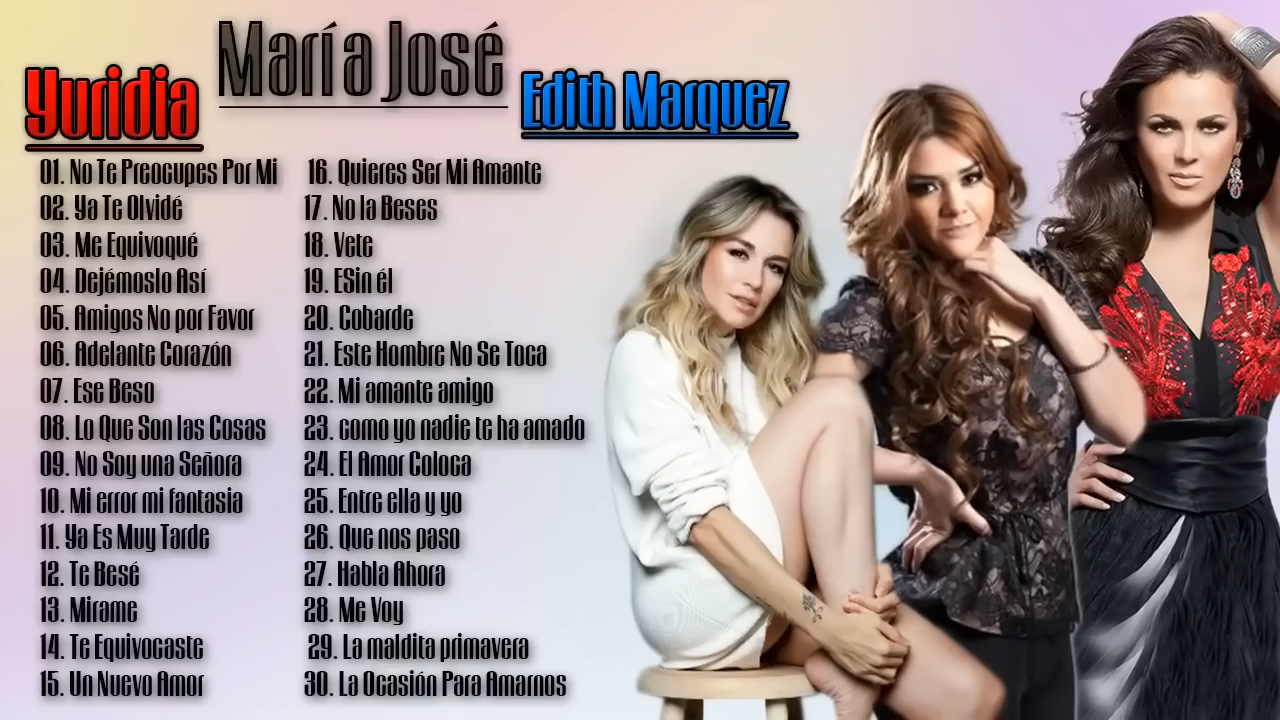 Yuridia
María José
Edith Marquez
01. No Te Preocupes Por Mi
02. Ya Te Olvidé
03. Me Equivoqué
04. Dejémoslo Así
05. Amigos No por Favor
06. Adelante Corazón
07. Ese Beso
08. Lo Que Son las Cosas
09. No Soy una Señora
10. Mi error mi fantasia
11. Ya Es Muy Tarde
12. Te Besé
13. Mirame
14. Te Equivocaste
15. Un Nuevo Amor
16. Quieres Ser Mi Amante
17. No la Beses
18. Vete
19. ESin él
20. Cobarde
21. Este Hombre No Se Toca
22. Mi amante amigo
23. como yo nadie te ha amado
24. El Amor Coloca
25. Entre ella y yo
26. Que nos paso
27. Habla Ahora
28. Me Voy
29. La maldita primavera
30. La Ocasión Para Amarnos